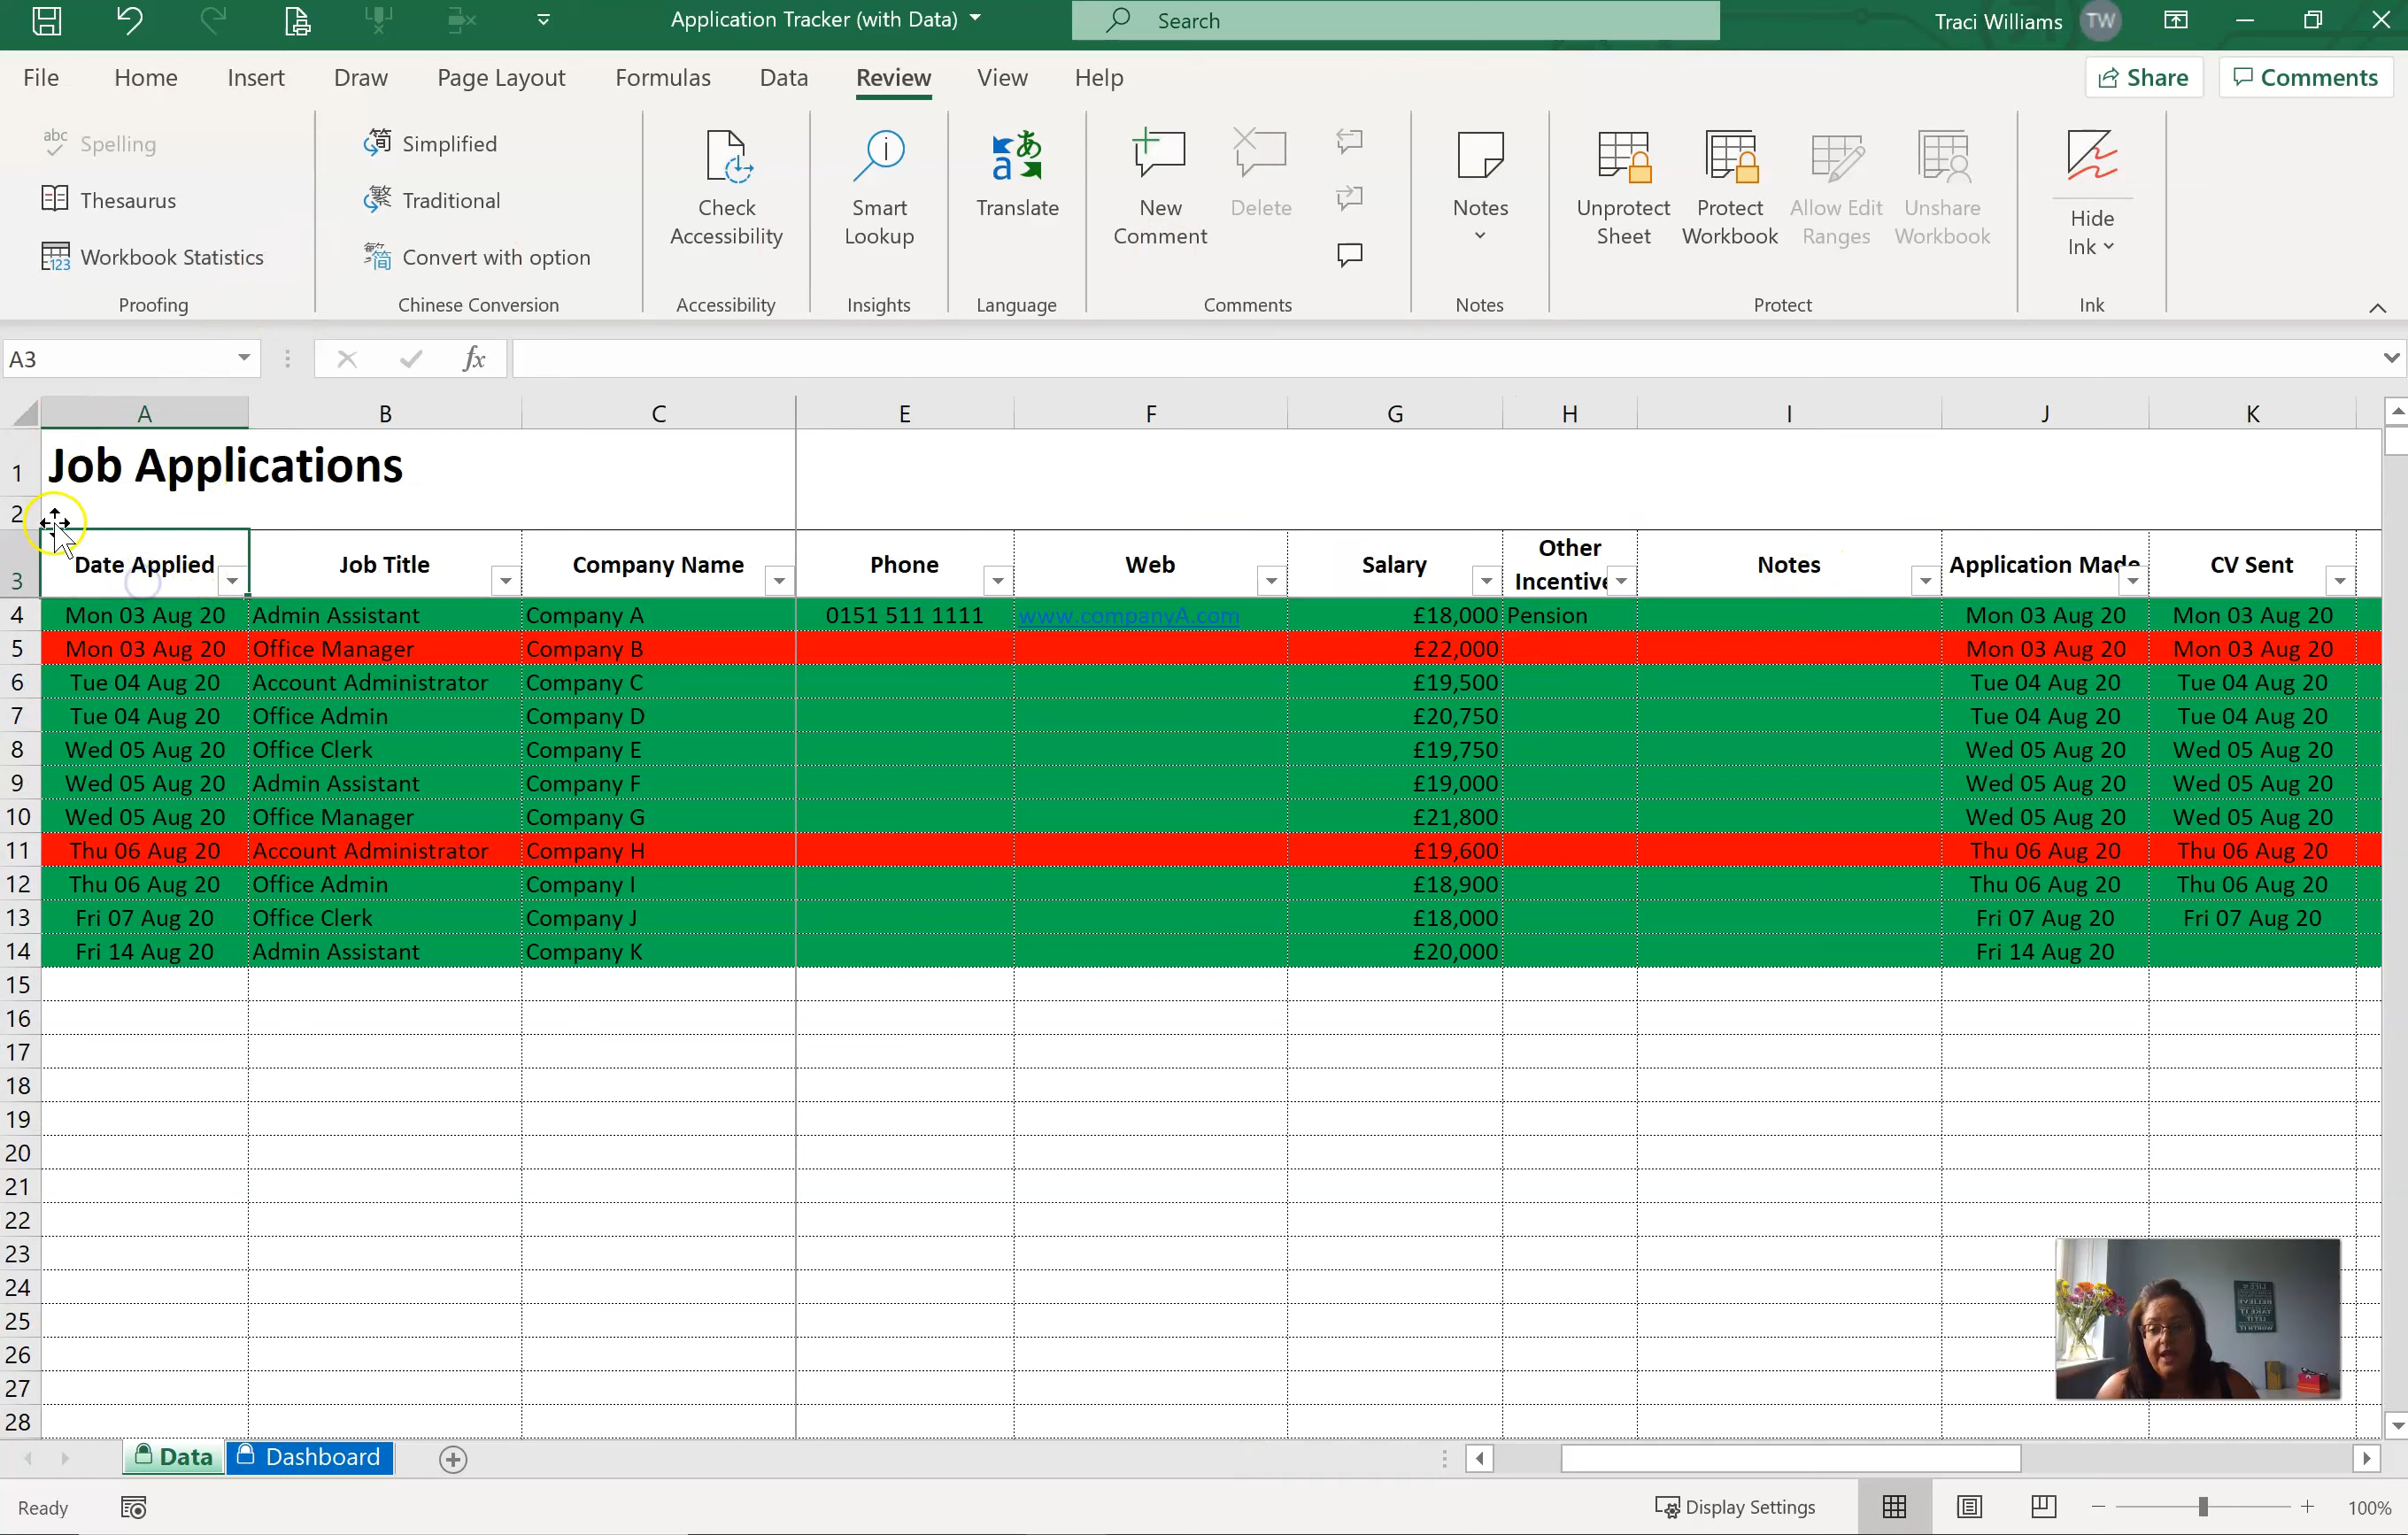 Application Tracker (with Data)
Search
Traci Williams
TW
File Home Insert Draw Page Layout Formulas Data Review View Help
Share
Comments
abc Spelling
Thesaurus
123 Workbook Statistics
Proofing
简 Simplified
繁 Traditional
Convert with option
Chinese Conversion
Check
Accessibility
Accessibility
Smart
Lookup
Insights
a あ
Translate
Language
New
Comment
Delete
Comments
Notes
Notes
Unprotect
Sheet
Protect
Workbook
Allow Edit
Ranges
Unshare
Workbook
Protect
Hide
Ink
Ink
A3
fx
A B C E F G H I J K
1 Job Applications
2
3 Date Applied Job Title Company Name Phone Web Salary Other Notes Application Made CV Sent
Incentive
4 Mon 03 Aug 20 Admin Assistant Company A 0151 511 1111 www.companyA.com £18,000 Pension Mon 03 Aug 20 Mon 03 Aug 20
5 Mon 03 Aug 20 Office Manager Company B £22,000 Mon 03 Aug 20 Mon 03 Aug 20
6 Tue 04 Aug 20 Account Administrator Company C £19,500 Tue 04 Aug 20 Tue 04 Aug 20
7 Tue 04 Aug 20 Office Admin Company D £20,750 Tue 04 Aug 20 Tue 04 Aug 20
8 Wed 05 Aug 20 Office Clerk Company E £19,750 Wed 05 Aug 20 Wed 05 Aug 20
9 Wed 05 Aug 20 Admin Assistant Company F £19,000 Wed 05 Aug 20 Wed 05 Aug 20
10 Wed 05 Aug 20 Office Manager Company G £21,800 Wed 05 Aug 20 Wed 05 Aug 20
11 Thu 06 Aug 20 Account Administrator Company H £19,600 Thu 06 Aug 20 Thu 06 Aug 20
12 Thu 06 Aug 20 Office Admin Company I £18,900 Thu 06 Aug 20 Thu 06 Aug 20
13 Fri 07 Aug 20 Office Clerk Company J £18,000 Fri 07 Aug 20 Fri 07 Aug 20
14 Fri 14 Aug 20 Admin Assistant Company K £20,000 Fri 14 Aug 20
15
16
17
18
19
20
21
22
23
24
25
26
27
28
Data Dashboard
Ready
Display Settings
100%